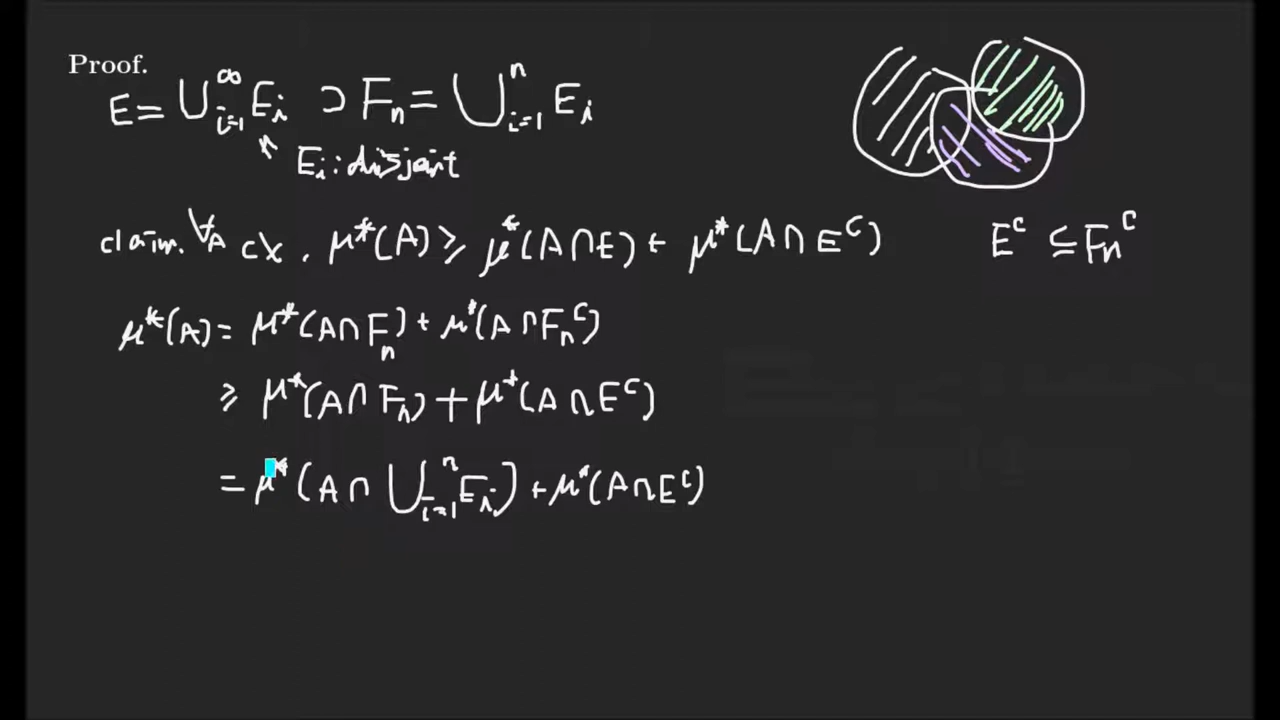 Proof.
E = ⋃_{i=1}^{∞} E_i ⊃ F_n = ⋃_{i=1}^{n} E_i
E_i : disjoint
claim. ∀A ⊂ X, μ*(A) ≥ μ*(A∩E) + μ*(A∩E^c)
E^c ⊆ F_n^c
μ*(A) = μ*(A∩F_n) + μ*(A∩F_n^c)
≥ μ*(A∩F_n) + μ*(A∩E^c)
= μ*(A∩⋃_{i=1}^{n} E_i) + μ*(A∩E^c)